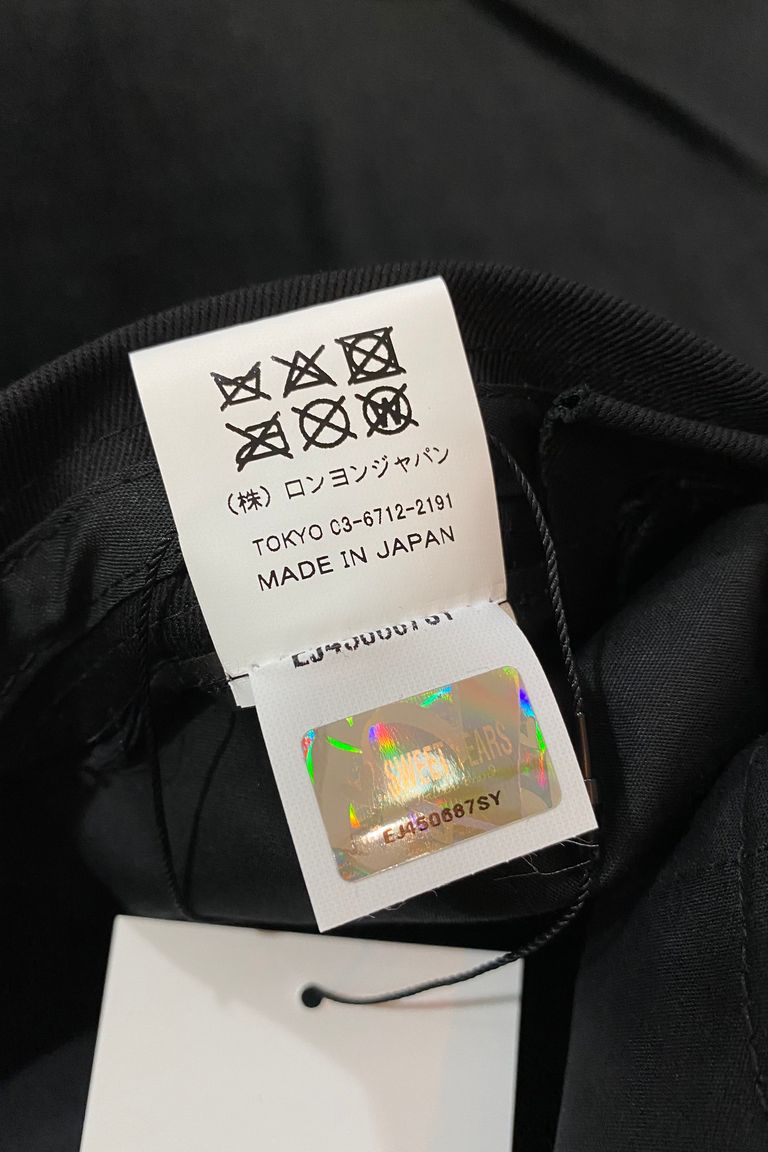 W
(株) ロンヨンジャパン
TOKYO 03-6712-2191
MADE IN JAPAN
EJ450687SY
SWEET YEARS
EJ450687SY